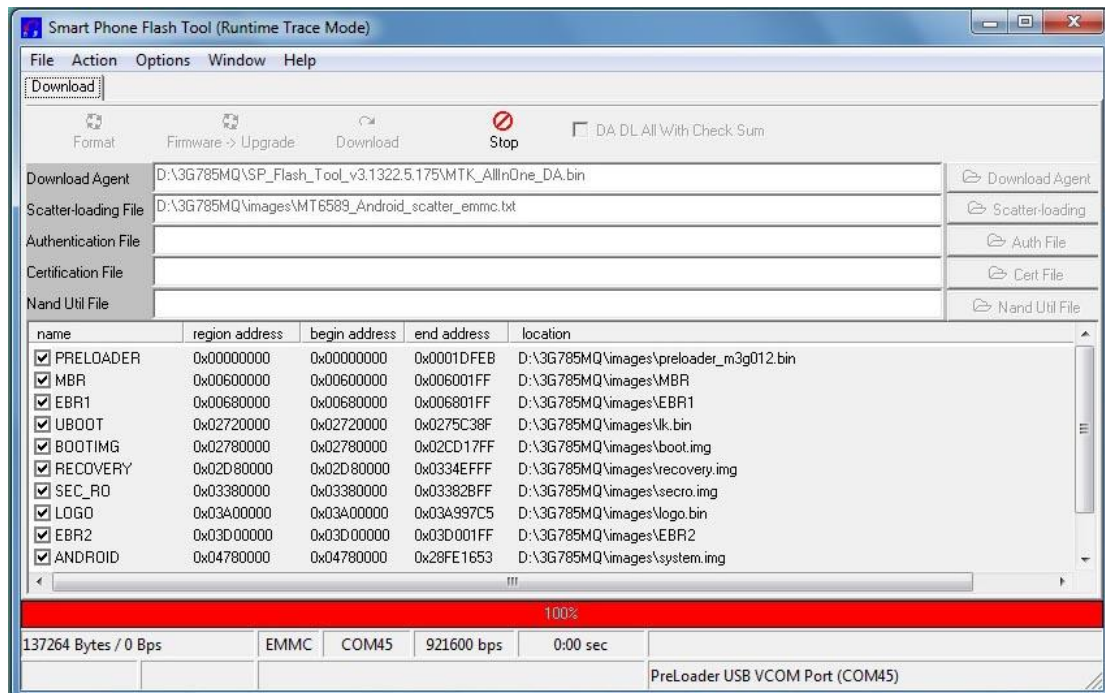 Smart Phone Flash Tool (Runtime Trace Mode)
File Action Options Window Help
Download
Format Firmware -> Upgrade Download Stop DA DL All With Check Sum
Download Agent D:\3G785MQ\SP_Flash_Tool_v3.1322.5.175\MTK_AllInOne_DA.bin Download Agent
Scatter-loading File D:\3G785MQ\images\MT6589_Android_scatter_emmc.txt Scatter-loading
Authentication File Auth File
Certification File Cert File
Nand Util File Nand Util File
name region address begin address end address location
PRELOADER 0x00000000 0x00000000 0x0001DFEB D:\3G785MQ\images\preloader_m3g012.bin
MBR 0x00600000 0x00600000 0x006001FF D:\3G785MQ\images\MBR
EBR1 0x00680000 0x00680000 0x006801FF D:\3G785MQ\images\EBR1
UBOOT 0x02720000 0x02720000 0x0275C38F D:\3G785MQ\images\lk.bin
BOOTIMG 0x02780000 0x02780000 0x02CD17FF D:\3G785MQ\images\boot.img
RECOVERY 0x02D80000 0x02D80000 0x0334EFFF D:\3G785MQ\images\recovery.img
SEC_RO 0x03380000 0x03380000 0x03382BFF D:\3G785MQ\images\secro.img
LOGO 0x03A00000 0x03A00000 0x03A997C5 D:\3G785MQ\images\logo.bin
EBR2 0x03D00000 0x03D00000 0x03D001FF D:\3G785MQ\images\EBR2
ANDROID 0x04780000 0x04780000 0x28FE1653 D:\3G785MQ\images\system.img
100%
137264 Bytes / 0 Bps EMMC COM45 921600 bps 0:00 sec
PreLoader USB VCOM Port (COM45)